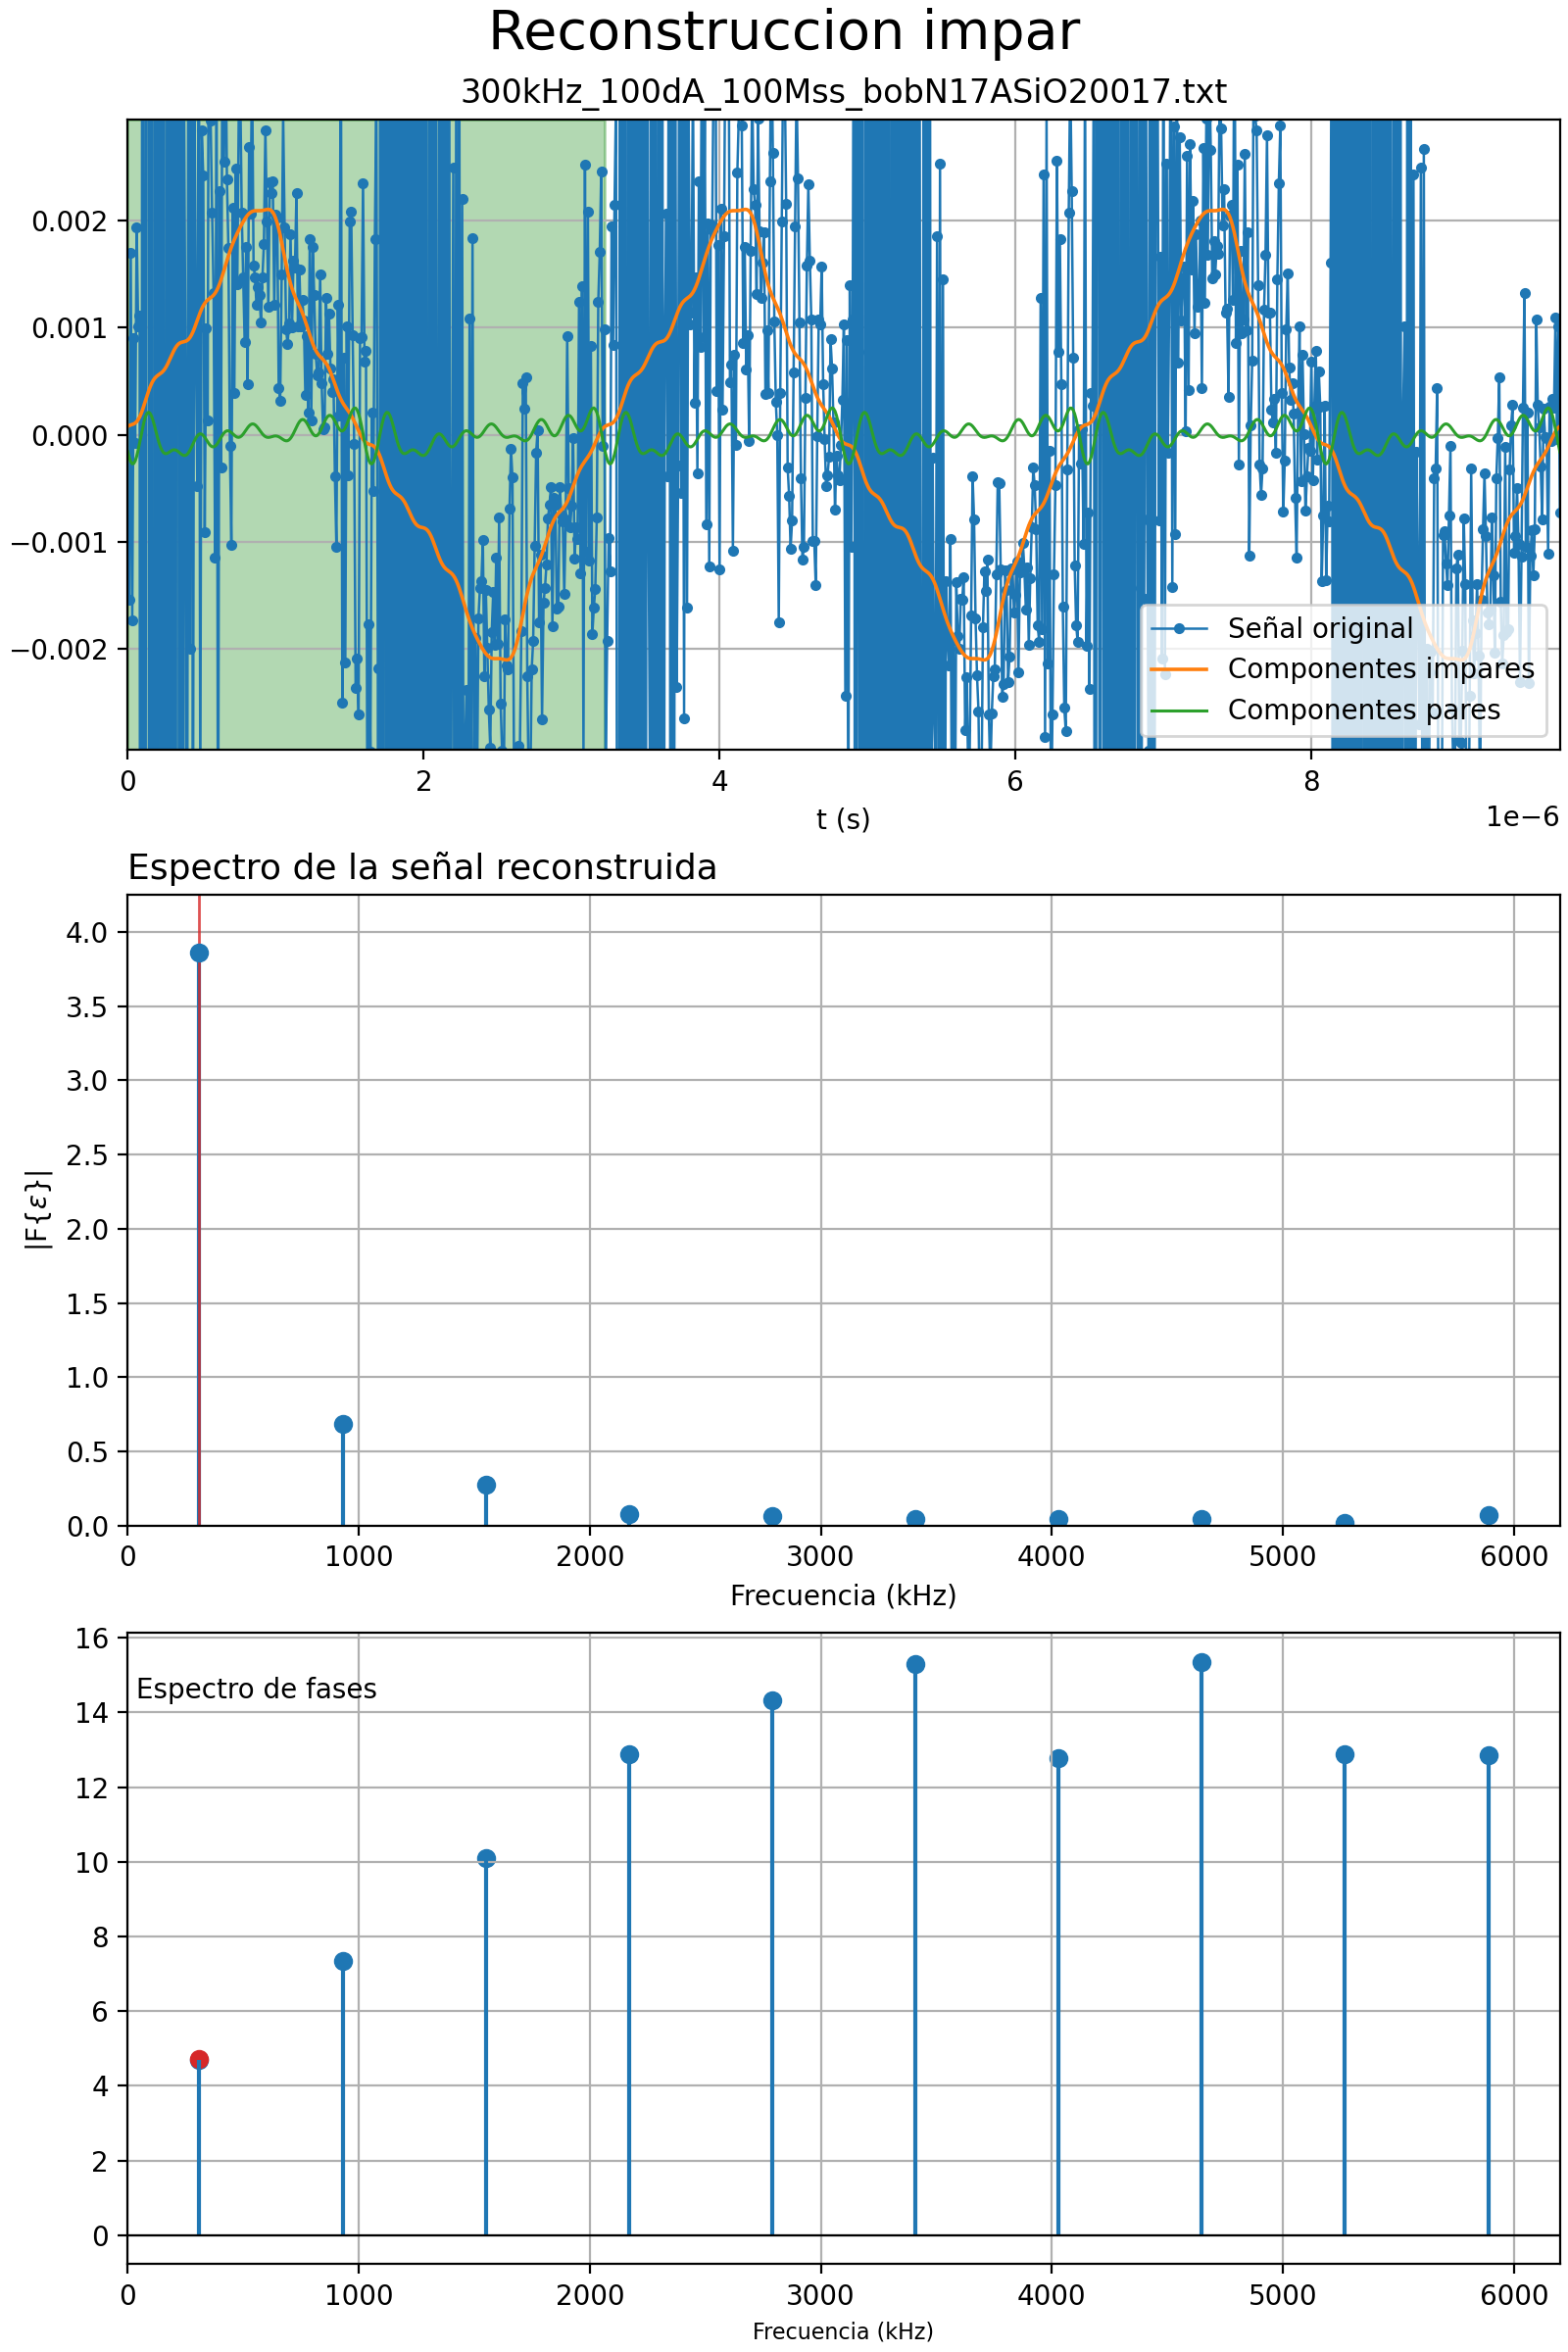 Reconstruccion impar
300kHz_100dA_100Mss_bobN17ASiO20017.txt
0.002
0.001
0.000
−0.001
−0.002
Señal original
Componentes impares
Componentes pares
0 2 4 6 8
1e−6
t (s)
Espectro de la señal reconstruida
4.0
3.5
3.0
2.5
2.0
1.5
1.0
0.5
0.0
|F{ε}|
0 1000 2000 3000 4000 5000 6000
Frecuencia (kHz)
16
Espectro de fases
14
12
10
8
6
4
2
0
0 1000 2000 3000 4000 5000 6000
Frecuencia (kHz)